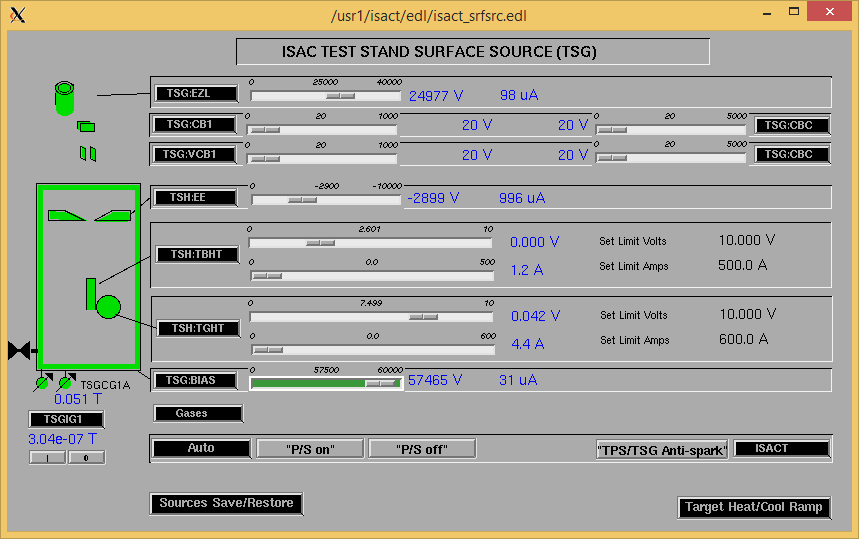 /usr1/isact/edl/isact_srfsrc.edl
ISAC TEST STAND SURFACE SOURCE (TSG)
TSG:EZL 0 25000 40000 24977 V 98 uA
TSG:CB1 0 20 1000 20 V 20 V 0 20 5000 TSG:CBC
TSG:VCB1 0 20 1000 20 V 20 V 0 20 5000 TSG:CBC
TSH:EE 0 -2900 -10000 -2899 V 996 uA
0 2.601 10 0.000 V Set Limit Volts 10.000 V
TSH:TBHT
0 0.0 500 1.2 A Set Limit Amps 500.0 A
0 7.499 10 0.042 V Set Limit Volts 10.000 V
TSH:TGHT
0 0.0 600 4.4 A Set Limit Amps 600.0 A
TSG:BIAS 0 57500 60000 57465 V 31 uA
TSGCG1A
0.051 T
TSGIG1
3.04e-07 T
I 0
Gases
Auto "P/S on" "P/S off" "TPS/TSG Anti-spark" ISACT
Sources Save/Restore
Target Heat/Cool Ramp